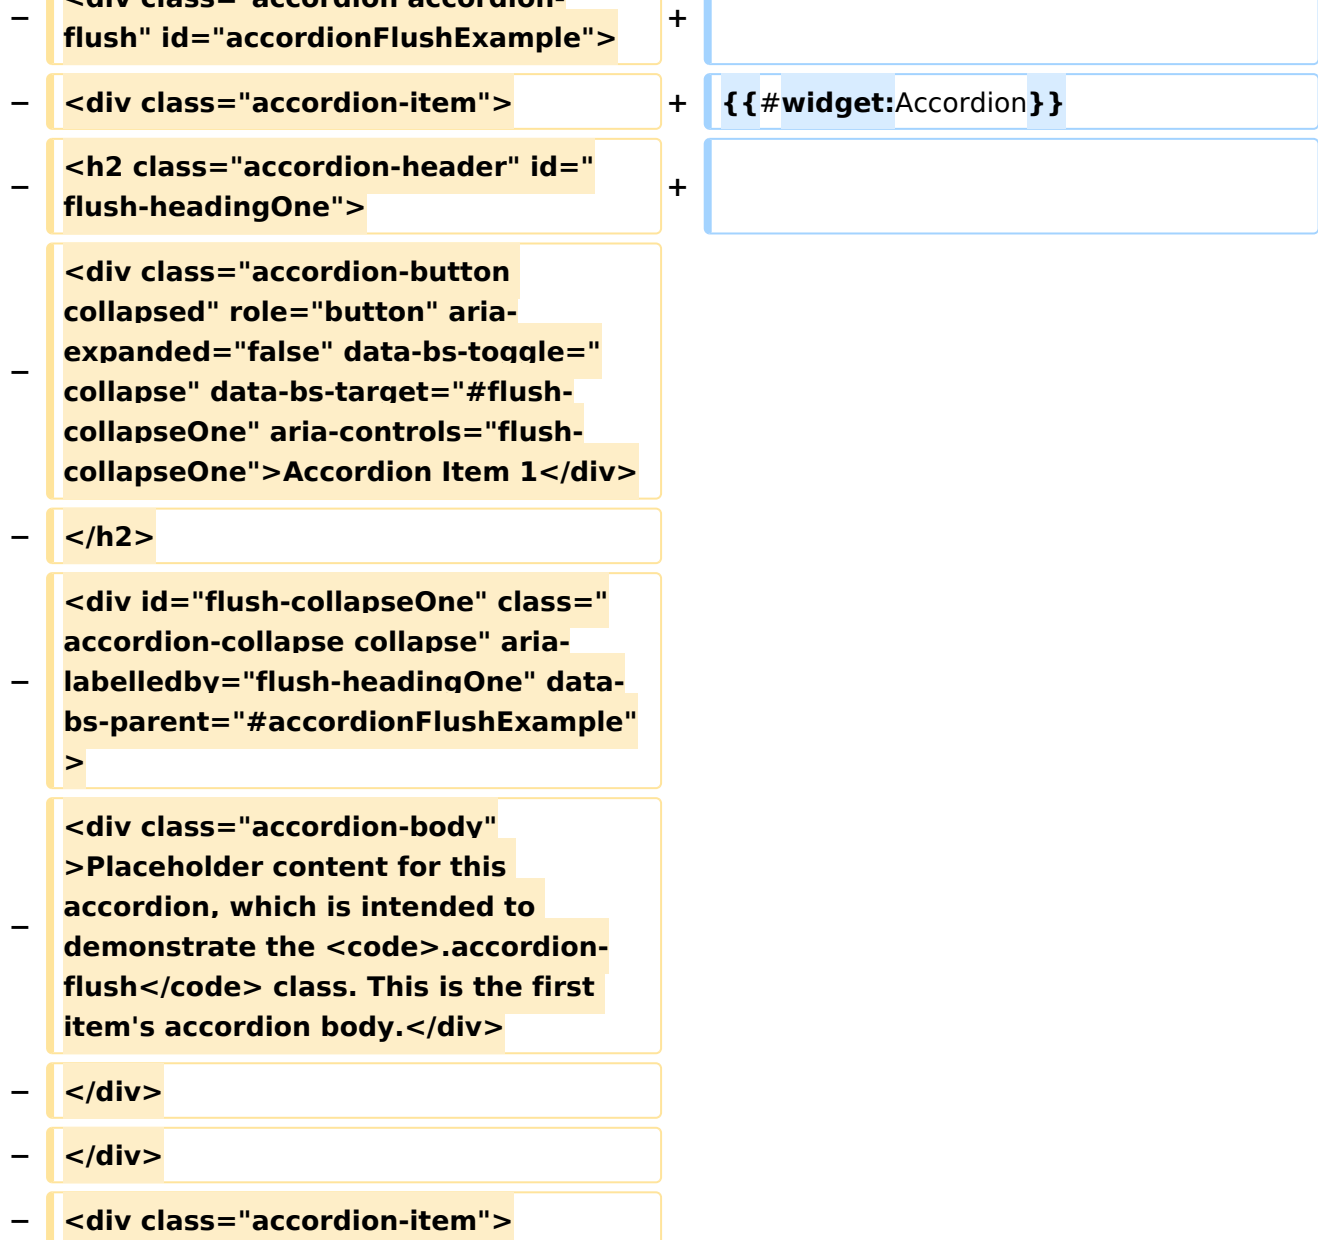 <div class="accordion accordion-
− flush" id="accordionFlushExample"> +
− <div class="accordion-item"> + {{#widget:Accordion}}
<h2 class="accordion-header" id="
− flush-headingOne"> +
<div class="accordion-button
collapsed" role="button" aria-
expanded="false" data-bs-toggle="
− collapse" data-bs-target="#flush-
collapseOne" aria-controls="flush-
collapseOne">Accordion Item 1</div>
− </h2>
<div id="flush-collapseOne" class="
accordion-collapse collapse" aria-
− labelledby="flush-headingOne" data-
bs-parent="#accordionFlushExample"
>
<div class="accordion-body"
>Placeholder content for this
accordion, which is intended to
− demonstrate the <code>.accordion-
flush</code> class. This is the first
item's accordion body.</div>
− </div>
− </div>
− <div class="accordion-item">